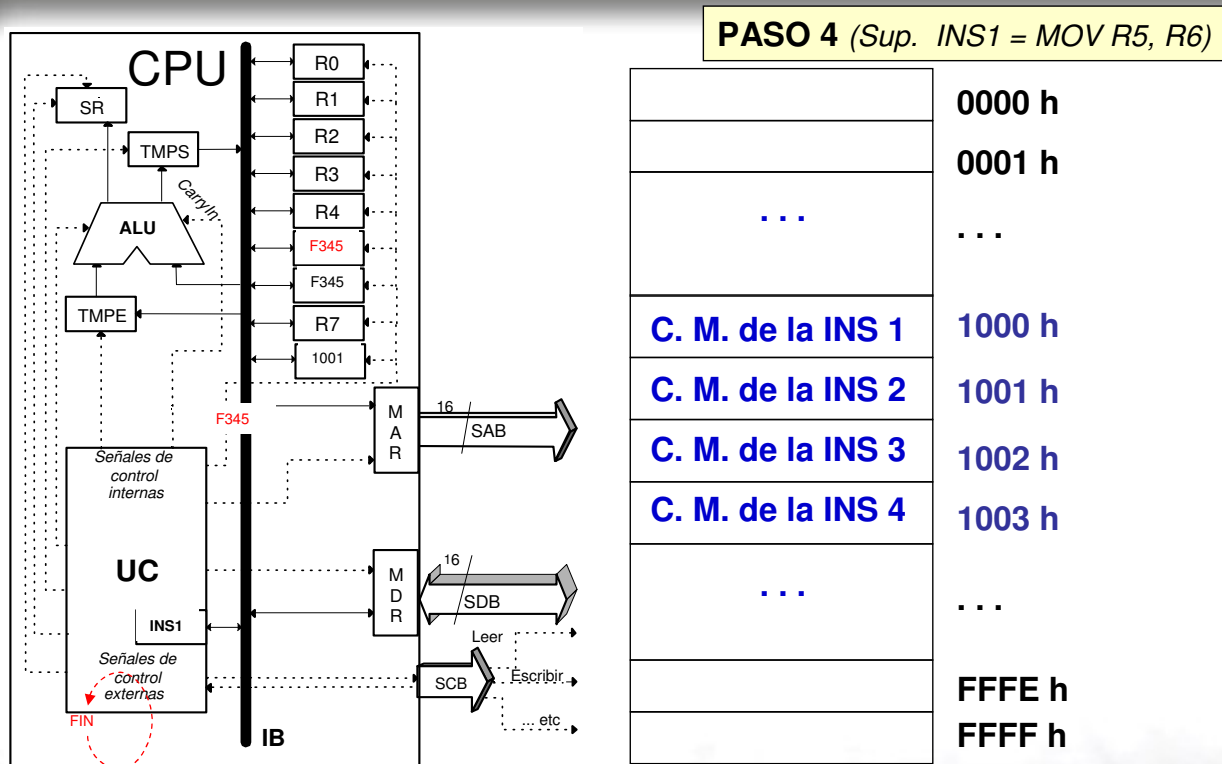 PASO 4 (Sup. INS1 = MOV R5, R6)
CPU
SR
TMPS
CarryIn
ALU
TMPE
R0
R1
R2
R3
R4
F345
F345
R7
1001
F345
M
A
R
16
SAB
Señales de
control
internas
UC
INS1
Señales de
control
externas
FIN
IB
M
D
R
16
SDB
Leer
SCB
Escribir
... etc
0000 h
0001 h
. . .
. . .
C. M. de la INS 1
1000 h
C. M. de la INS 2
1001 h
C. M. de la INS 3
1002 h
C. M. de la INS 4
1003 h
. . .
. . .
FFFE h
FFFF h